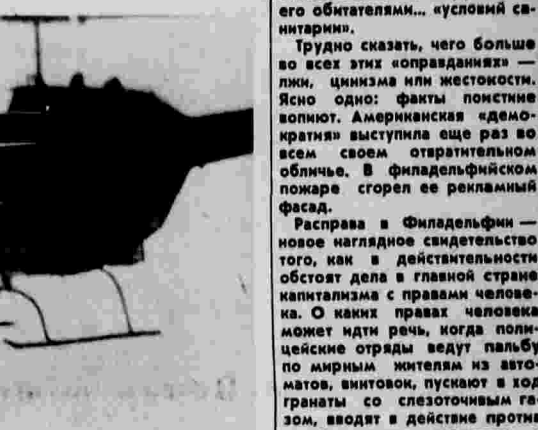 его обитателями... «условий са-
нитарии».
Трудно сказать, чего больше
во всех этих «оправданиях» —
лжи, цинизма или жестокости.
Ясно одно: факты поистине
вопиют. Американская «демо-
кратия» выступила еще раз во
всем своем отвратительном
обличье. В филадельфийском
пожаре сгорел ее рекламный
фасад.
Расправа в Филадельфии —
новое наглядное свидетельство
того, как в действительности
обстоят дела в главной стране
капитализма с правами челове-
ка. О каких правах человека
может идти речь, когда поли-
цейские отряды ведут пальбу
по мирным жителям из авто-
матов, винтовок, пускают в ход
гранаты со слезоточивым га-
зом, вводят в действие против